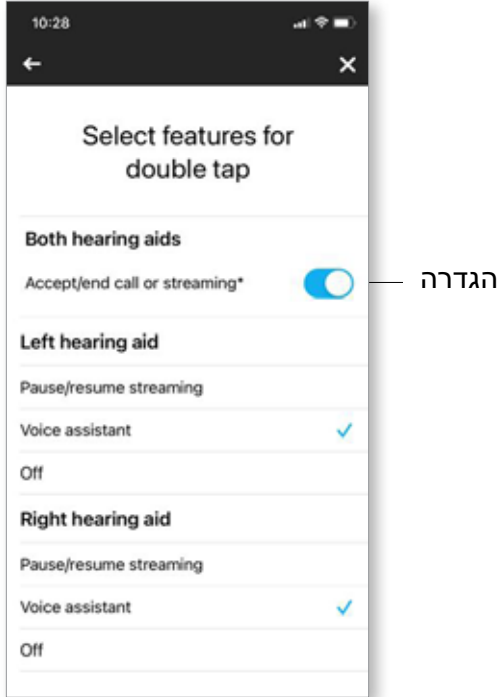 10:28
Select features for
double tap
Both hearing aids
Accept/end call or streaming*
הגדרה
Left hearing aid
Pause/resume streaming
Voice assistant
Off
Right hearing aid
Pause/resume streaming
Voice assistant
Off